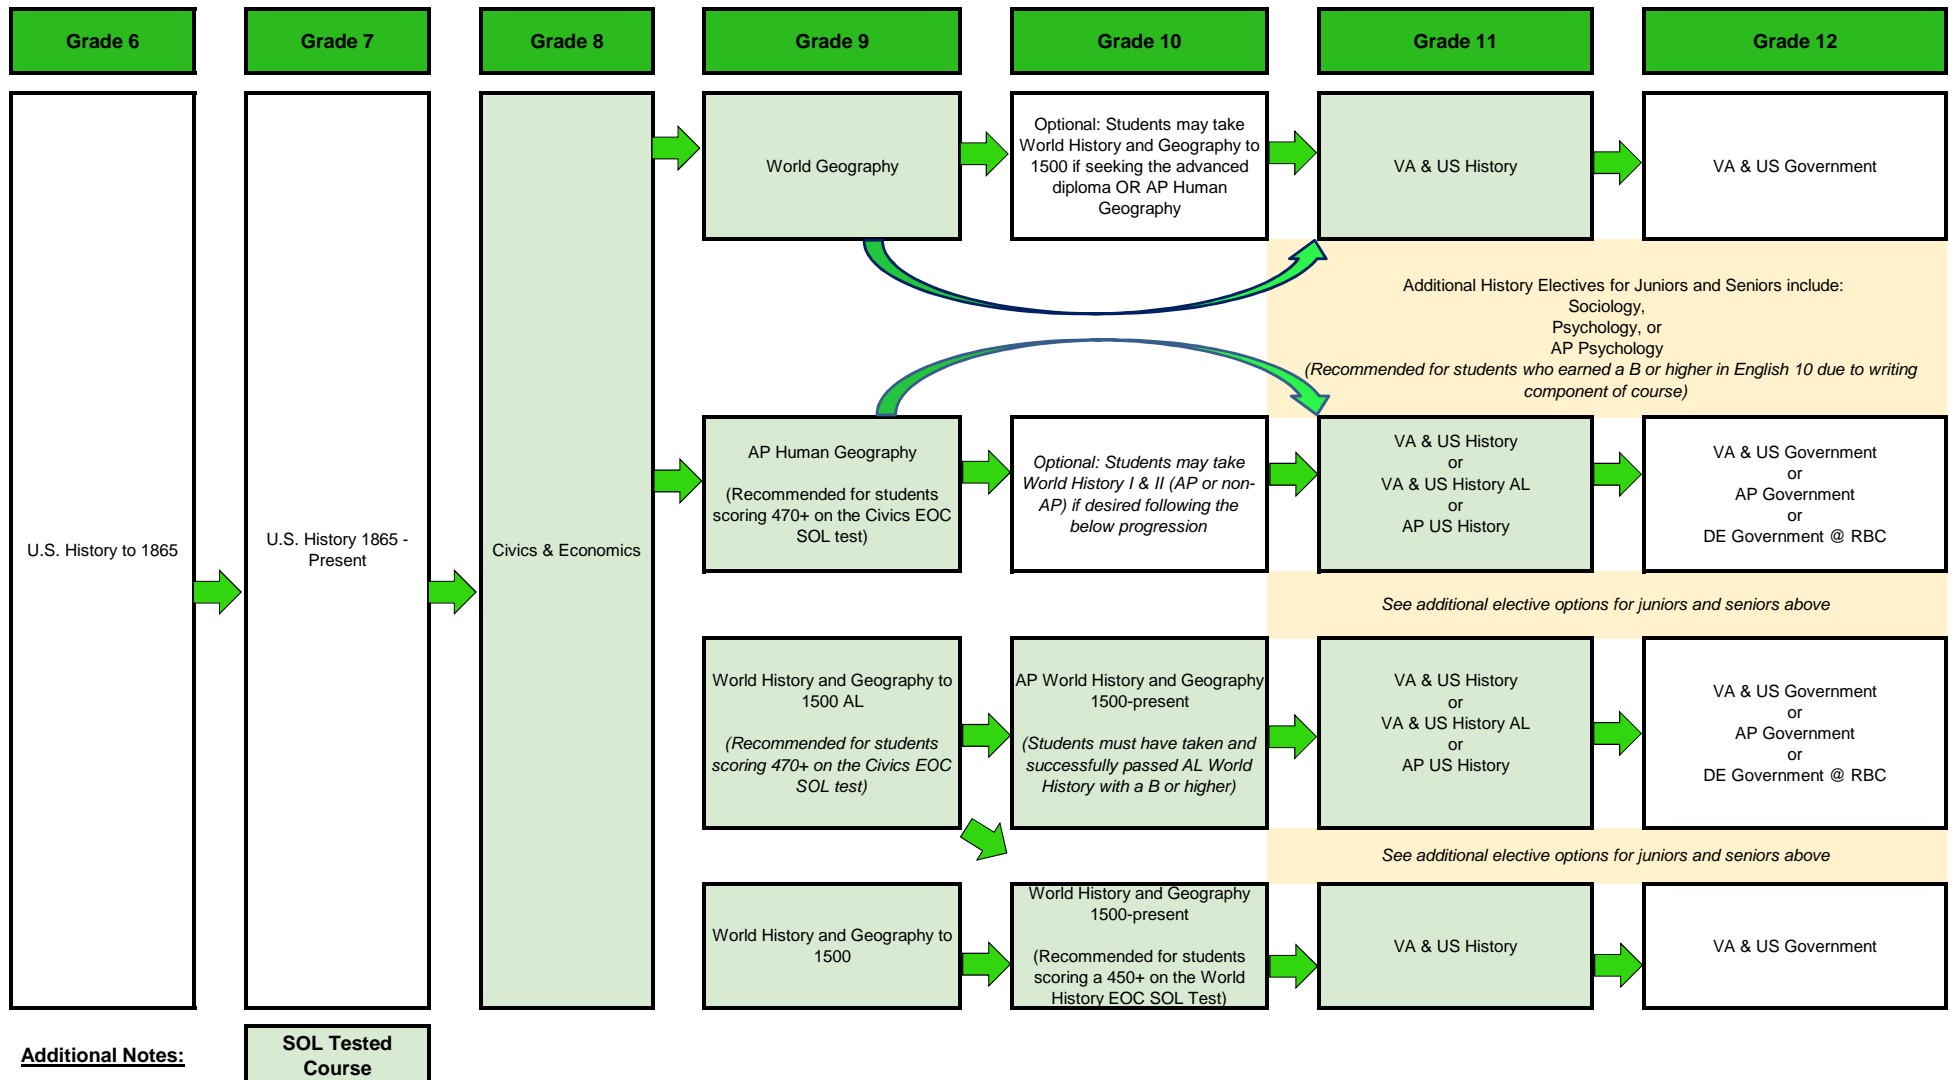 Grade 6
Grade 7
Grade 8
Grade 9
Grade 10
Grade 11
Grade 12
U.S. History to 1865
U.S. History 1865 -
Present
Civics & Economics
World Geography
Optional: Students may take
World History and Geography to
1500 if seeking the advanced
diploma OR AP Human
Geography
VA & US History
VA & US Government
Additional History Electives for Juniors and Seniors include:
Sociology,
Psychology, or
AP Psychology
(Recommended for students who earned a B or higher in English 10 due to writing
component of course)
AP Human Geography
(Recommended for students
scoring 470+ on the Civics EOC
SOL test)
Optional: Students may take
World History I & II (AP or non-
AP) if desired following the
below progression
VA & US History
or
VA & US History AL
or
AP US History
VA & US Government
or
AP Government
or
DE Government @ RBC
See additional elective options for juniors and seniors above
World History and Geography to
1500 AL
(Recommended for students
scoring 470+ on the Civics EOC
SOL test)
AP World History and Geography
1500-present
(Students must have taken and
successfully passed AL World
History with a B or higher)
VA & US History
or
VA & US History AL
or
AP US History
VA & US Government
or
AP Government
or
DE Government @ RBC
See additional elective options for juniors and seniors above
World History and Geography to
1500
World History and Geography
1500-present
(Recommended for students
scoring a 450+ on the World
History EOC SOL Test)
VA & US History
VA & US Government
Additional Notes:
SOL Tested
Course